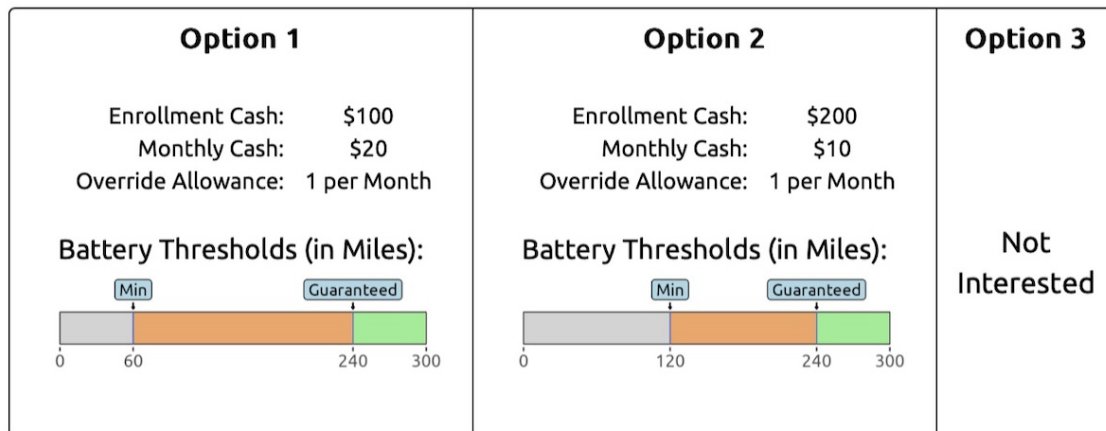 Option 1
Enrollment Cash: $100
Monthly Cash: $20
Override Allowance: 1 per Month
Battery Thresholds (in Miles):
Min Guaranteed
0 60 240 300
Option 2
Enrollment Cash: $200
Monthly Cash: $10
Override Allowance: 1 per Month
Battery Thresholds (in Miles):
Min Guaranteed
0 120 240 300
Option 3
Not
Interested